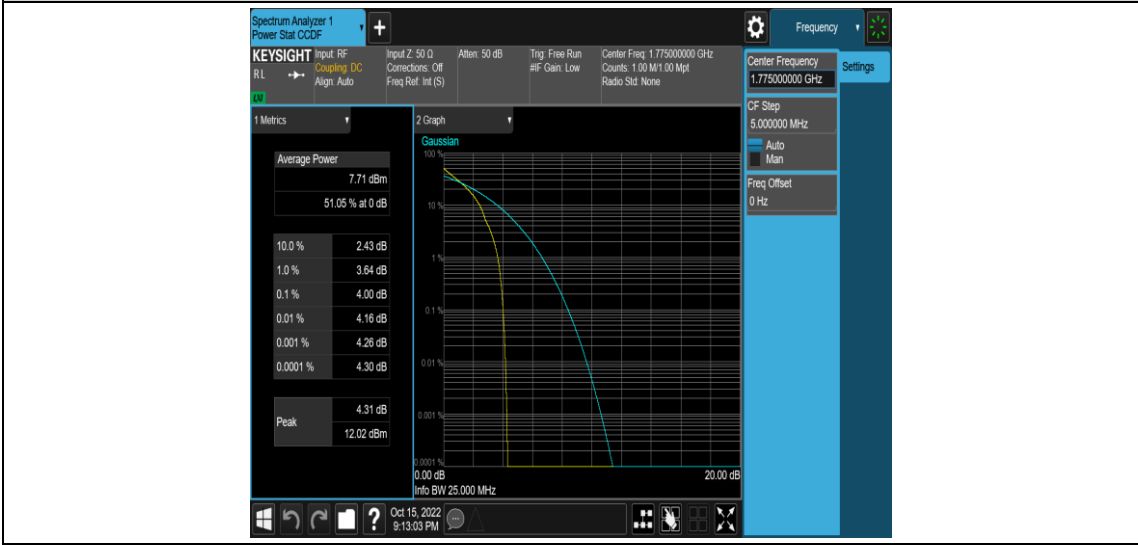 Spectrum Analyzer 1
Power Stat CCDF
+
Frequency
KEYSIGHT
RL
LNI
Input: RF
Coupling: DC
Align: Auto
Input Z: 50 Ω
Corrections: Off
Freq Ref: Int (S)
Atten: 50 dB
Trig: Free Run
#IF Gain: Low
Center Freq: 1.775000000 GHz
Counts: 1.00 M/1.00 Mpt
Radio Std: None
Center Frequency
1.775000000 GHz
Settings
CF Step
5.000000 MHz
Auto
Man
Freq Offset
0 Hz
1 Metrics
Average Power
7.71 dBm
51.05 % at 0 dB
10.0 % 2.43 dB
1.0 % 3.64 dB
0.1 % 4.00 dB
0.01 % 4.16 dB
0.001 % 4.26 dB
0.0001 % 4.30 dB
Peak
4.31 dB
12.02 dBm
2 Graph
Gaussian
100 %
10 %
1 %
0.1 %
0.01 %
0.001 %
0.0001 %
0.00 dB 20.00 dB
Info BW 25.000 MHz
?
Oct 15, 2022
9:13:03 PM